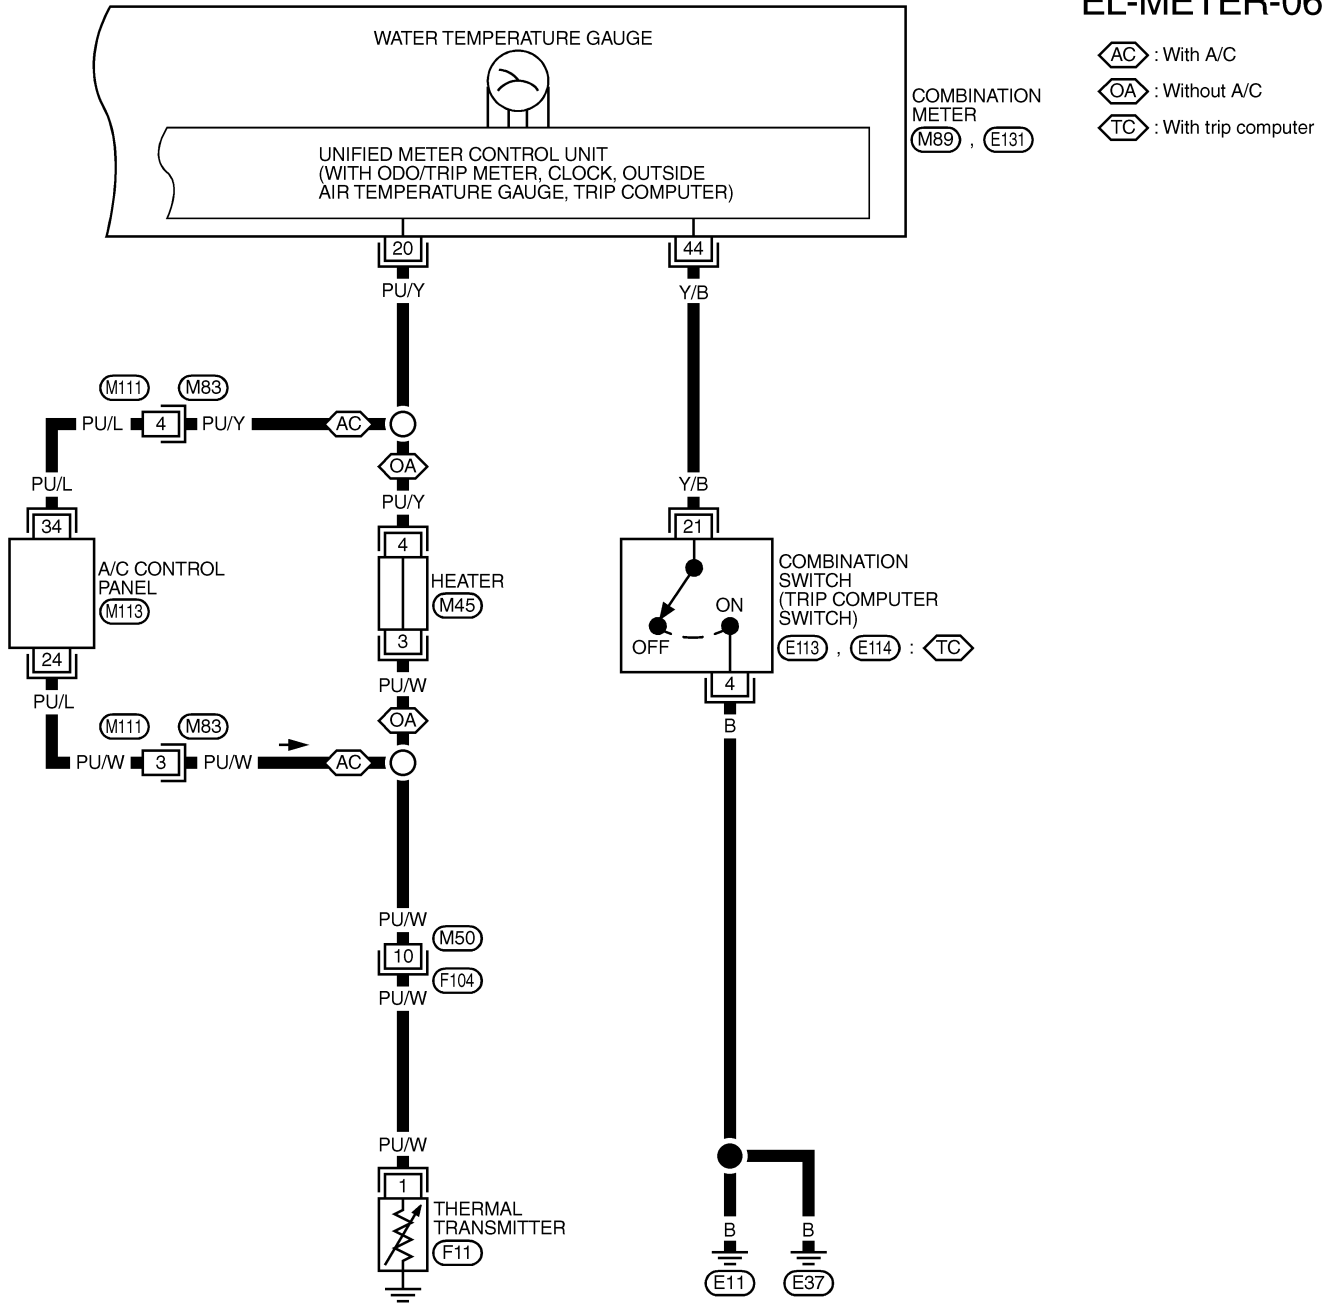 EL-METER-06
AC : With A/C
OA : Without A/C
TC : With trip computer
WATER TEMPERATURE GAUGE
COMBINATION
METER
M89 , E131
UNIFIED METER CONTROL UNIT
(WITH ODO/TRIP METER, CLOCK, OUTSIDE
AIR TEMPERATURE GAUGE, TRIP COMPUTER)
20
44
PU/Y
Y/B
M111
M83
PU/L
4
PU/Y
AC
OA
PU/L
PU/Y
Y/B
34
4
21
A/C CONTROL
PANEL
M113
HEATER
M45
COMBINATION
SWITCH
(TRIP COMPUTER
SWITCH)
E113 , E114 : TC
ON
OFF
24
3
4
PU/L
PU/W
B
M111
M83
OA
PU/W
3
PU/W
AC
PU/W
M50
10
F104
PU/W
PU/W
1
THERMAL
TRANSMITTER
F11
B
B
E11
E37